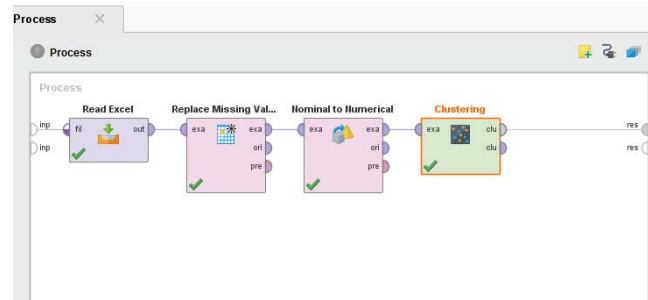 Process
Process
Process
Read Excel
Replace Missing Val...
Nominal to Numerical
Clustering
inp
fil
out
exa
exa
exa
exa
exa
clu
res
inp
ori
ori
clu
res
pre
pre